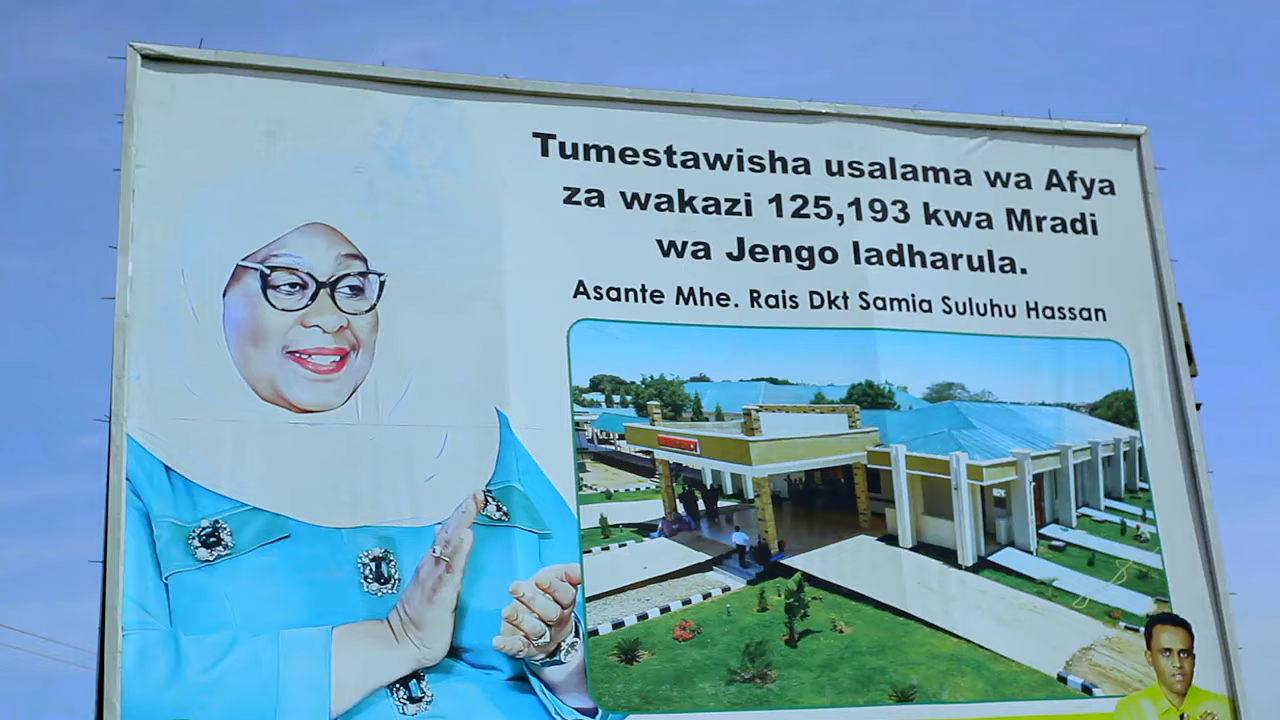 Tumestawisha usalama wa Afya
za wakazi 125,193 kwa Mradi
wa Jengo ladharula.
Asante Mhe. Rais Dkt Samia Suluhu Hassan